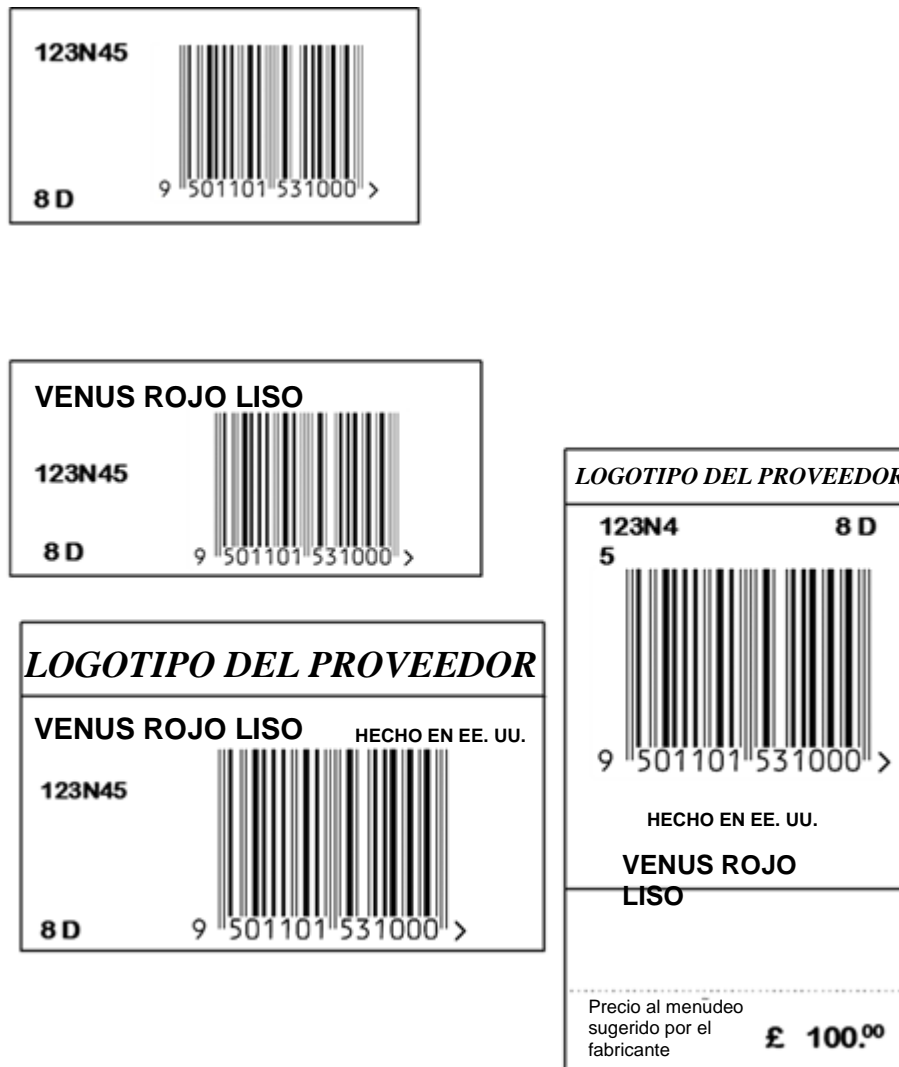 123N45
9 501101 531000 >
8 D
VENUS ROJO LISO
123N45
8 D
9 501101 531000 >
LOGOTIPO DEL PROVEEDOR
VENUS ROJO LISO
HECHO EN EE. UU.
123N45
8 D
9 501101 531000 >
LOGOTIPO DEL PROVEEDOR
123N4 8 D
5
9 501101 531000 >
HECHO EN EE. UU.
VENUS ROJO
LISO
Precio al menudeo
sugerido por el
fabricante
£ 100.00